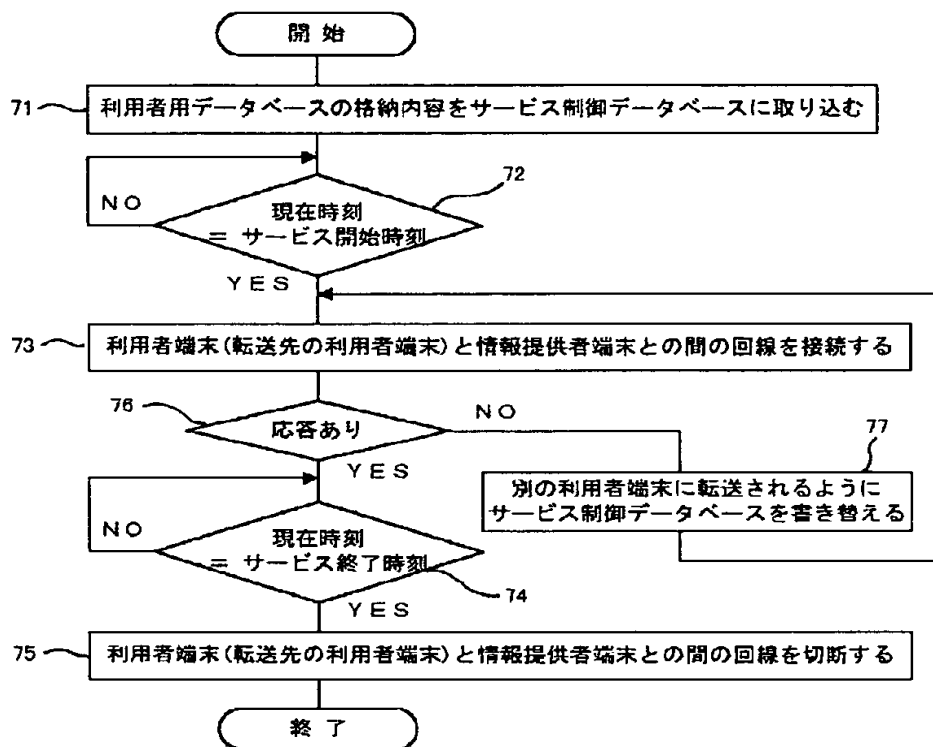 開 始
71
利用者用データベースの格納内容をサービス制御データベースに取り込む
72
NO
現在時刻
= サービス開始時刻
YES
73
利用者端末(転送先の利用者端末)と情報提供者端末との間の回線を接続する
76
NO
応答あり
77
YES
別の利用者端末に転送されるように
サービス制御データベースを書き替える
NO
現在時刻
= サービス終了時刻
74
YES
75
利用者端末(転送先の利用者端末)と情報提供者端末との間の回線を切断する
終 了